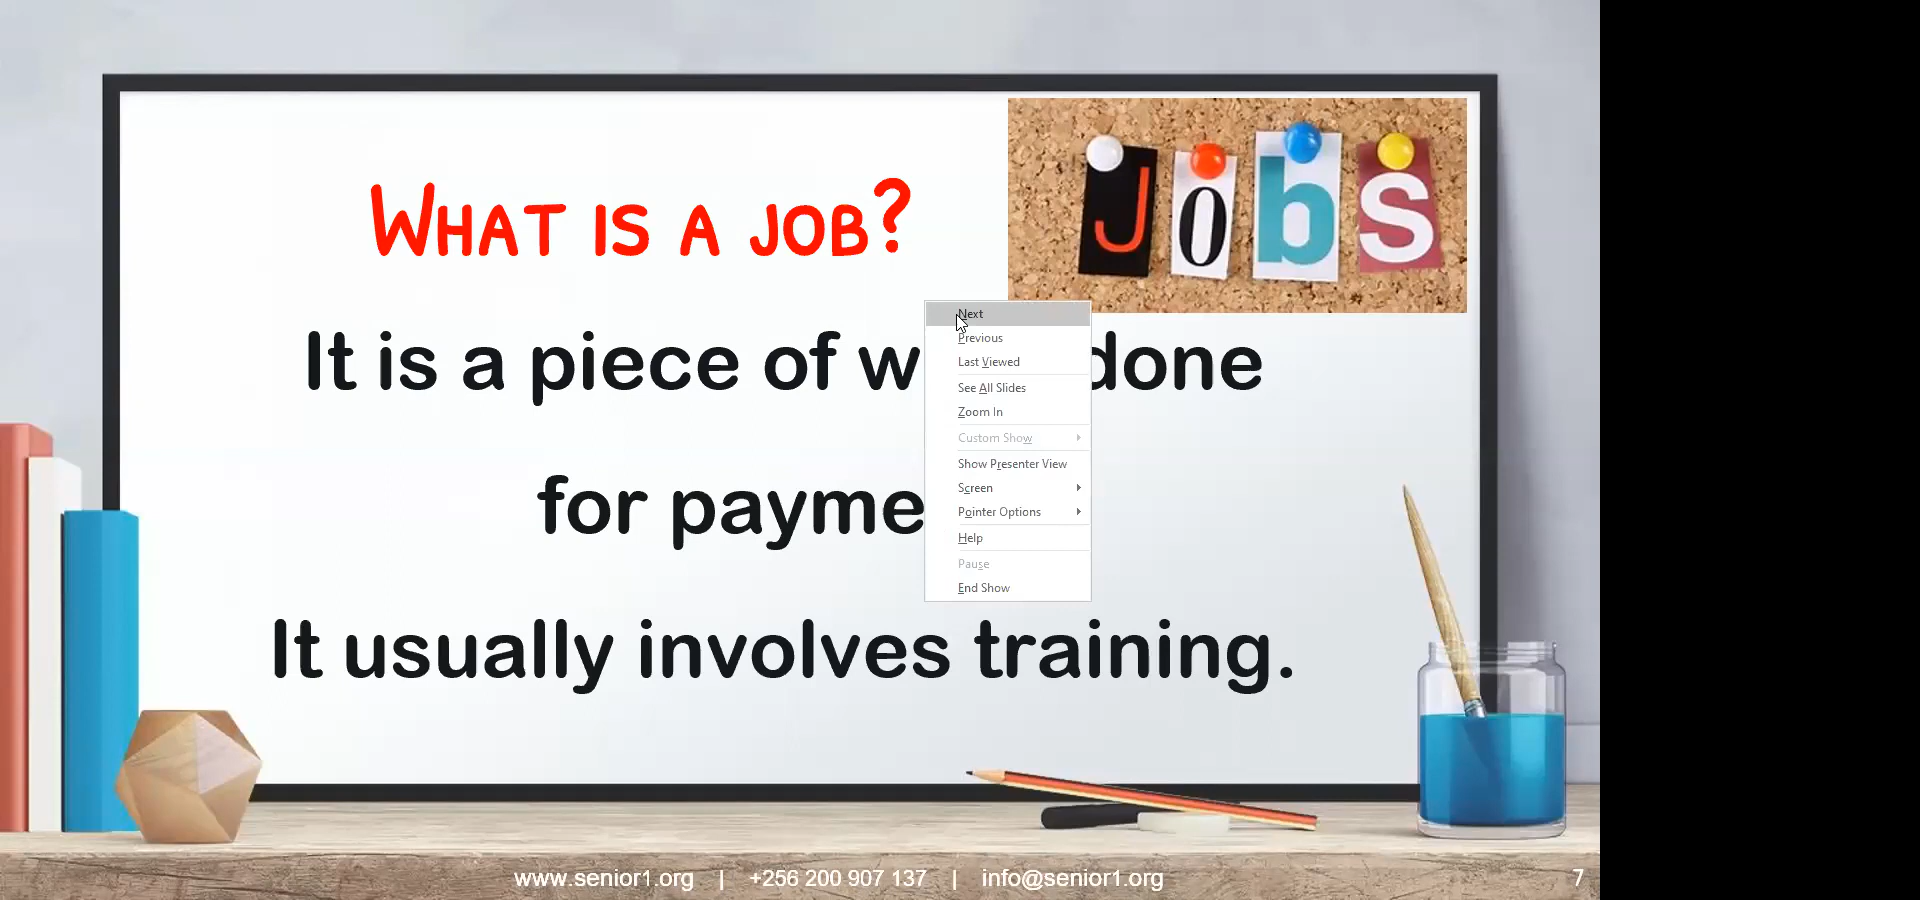 Jobs
What is a job?
It is a piece of w done
for payme
It usually involves training.
Next
Previous
Last Viewed
See All Slides
Zoom In
Custom Show
Show Presenter View
Screen
Pointer Options
Help
Pause
End Show
www.senior1.org | +256 200 907 137 | info@senior1.org
7